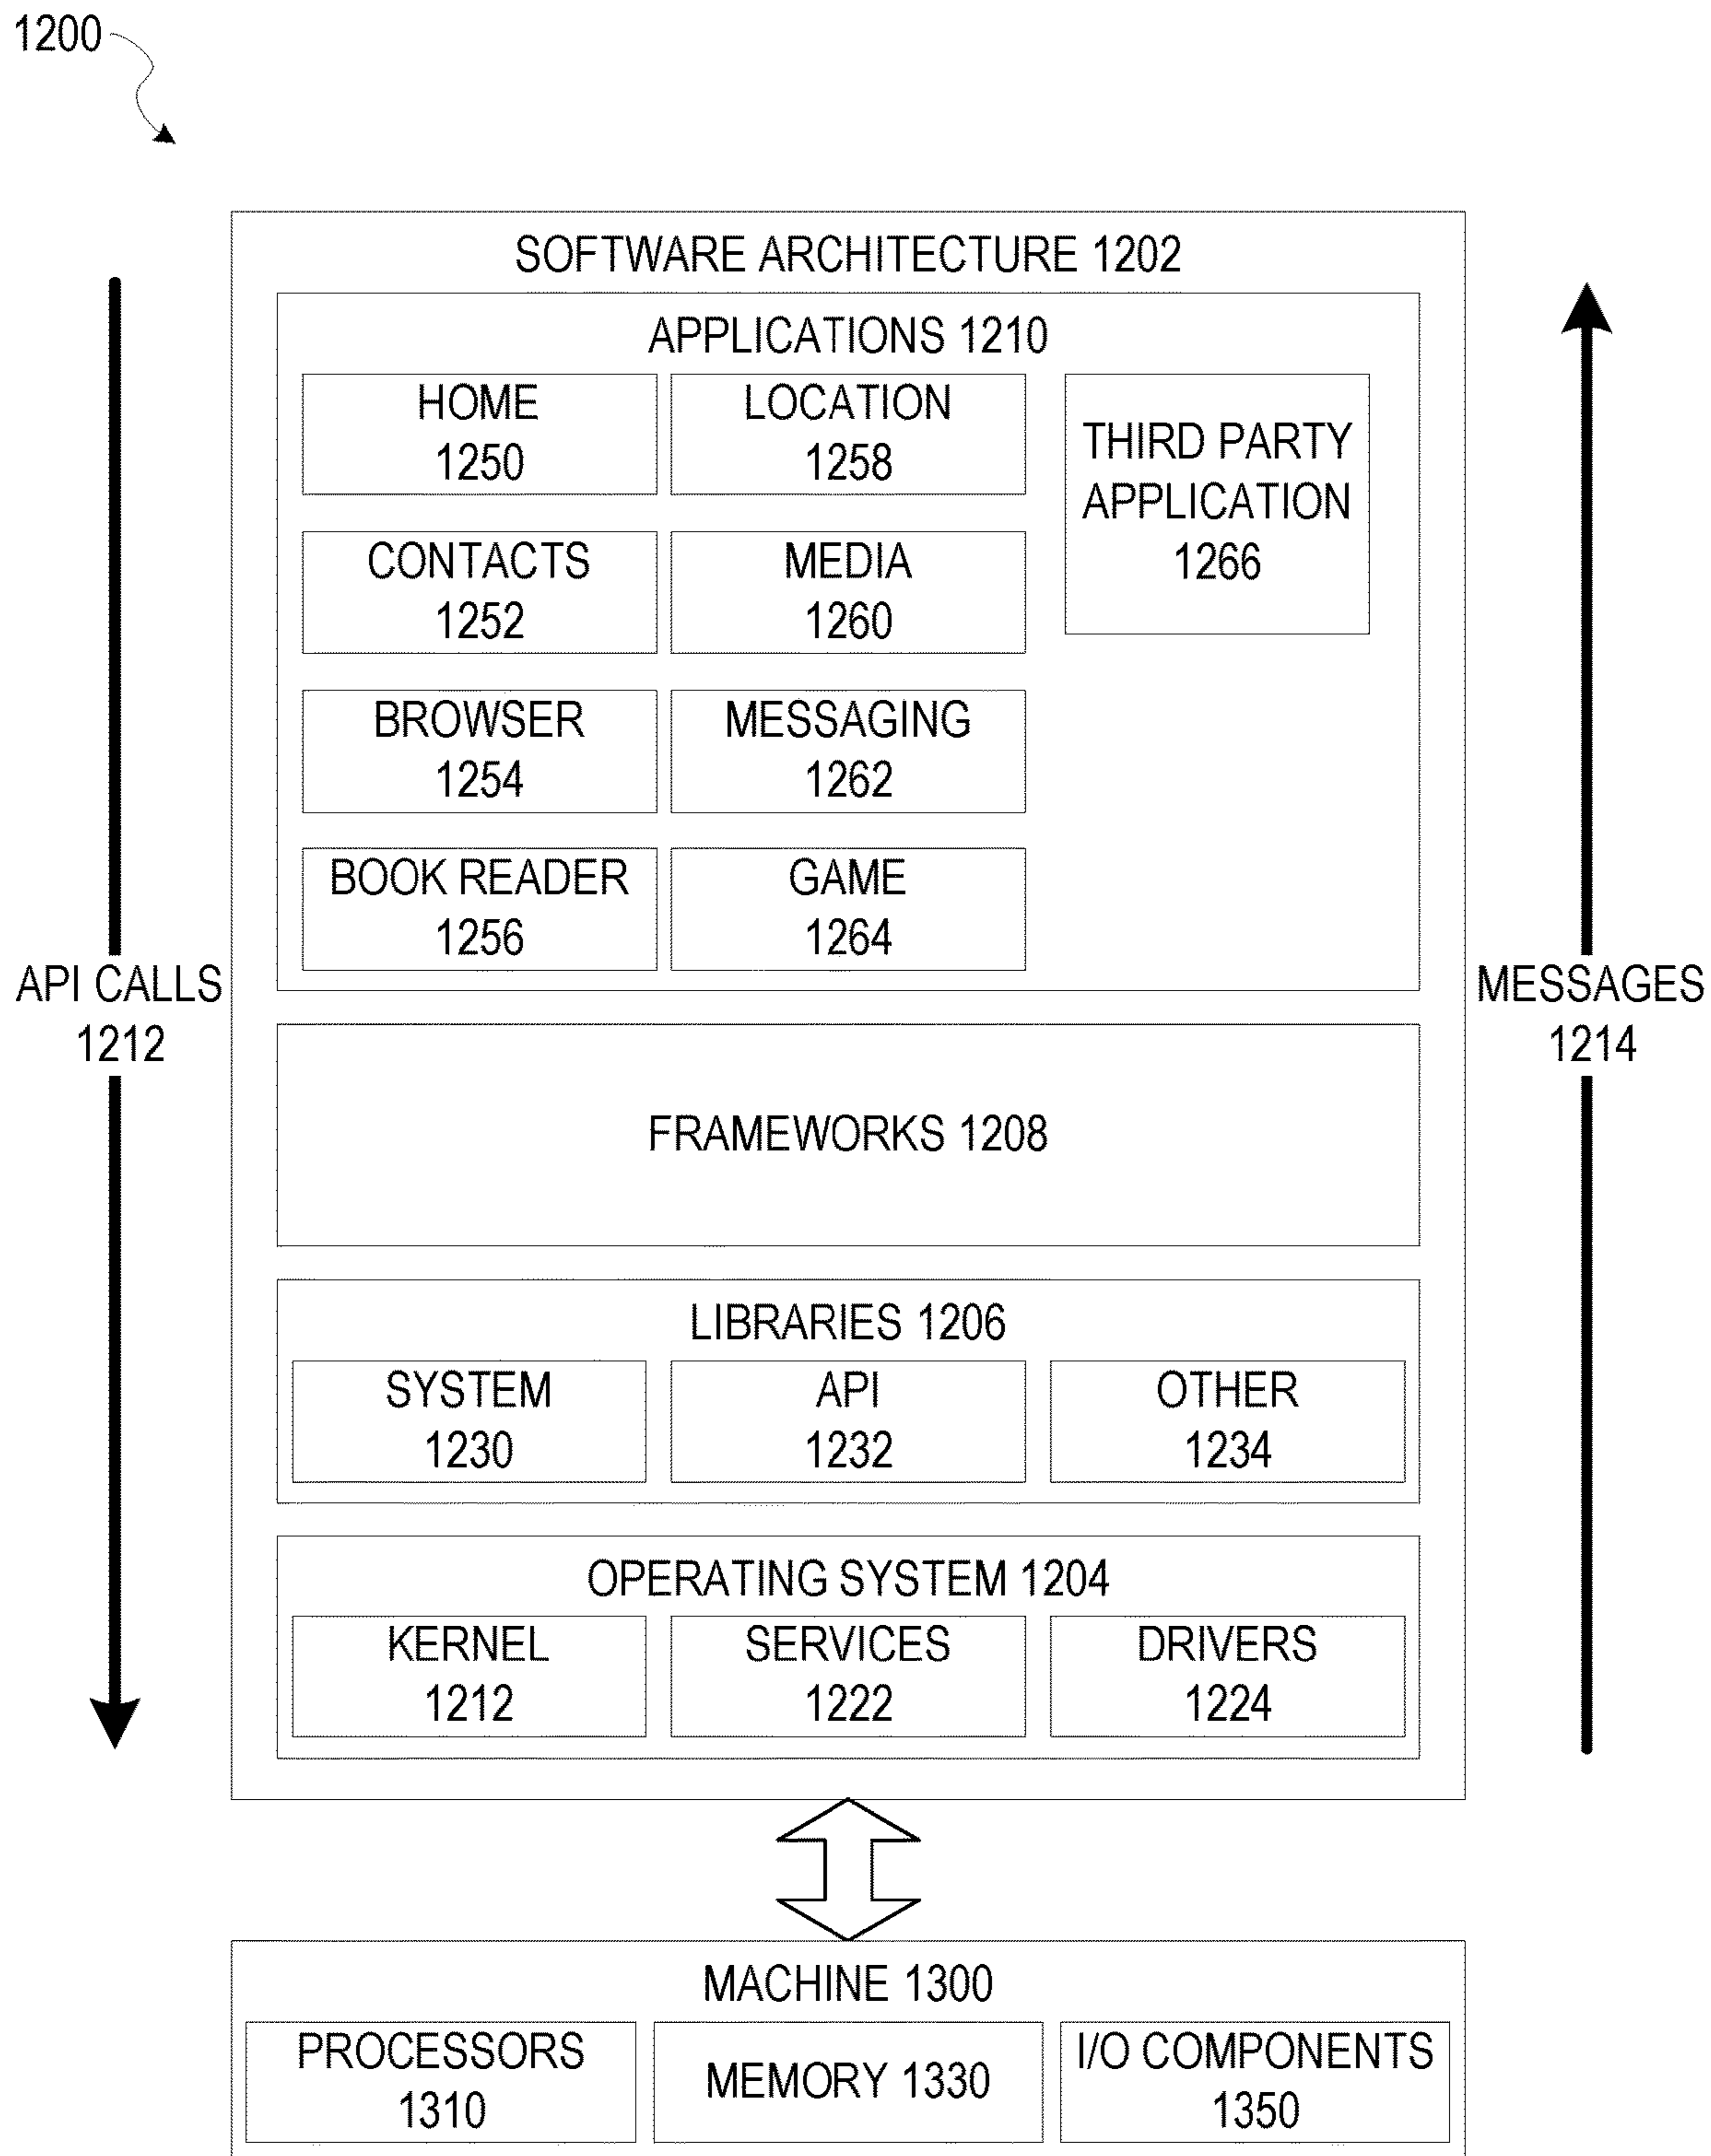 1200
SOFTWARE ARCHITECTURE 1202
APPLICATIONS 1210
HOME
1250
LOCATION
1258
THIRD PARTY
APPLICATION
1266
CONTACTS
1252
MEDIA
1260
BROWSER
1254
MESSAGING
1262
BOOK READER
1256
GAME
1264
API CALLS
1212
MESSAGES
1214
FRAMEWORKS 1208
LIBRARIES 1206
SYSTEM
1230
API
1232
OTHER
1234
OPERATING SYSTEM 1204
KERNEL
1212
SERVICES
1222
DRIVERS
1224
MACHINE 1300
PROCESSORS
1310
MEMORY 1330
I/O COMPONENTS
1350